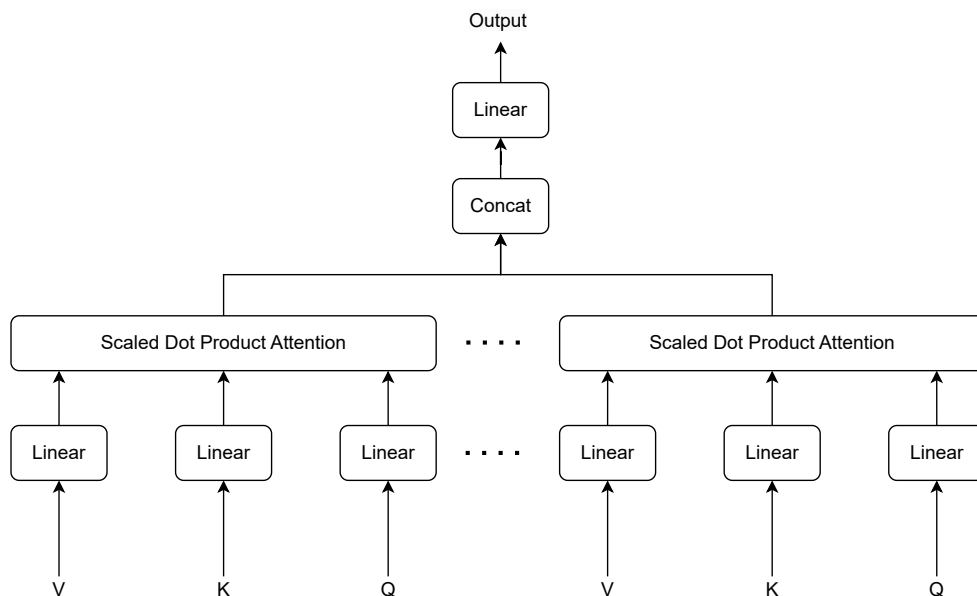 Output
Linear
Concat
Scaled Dot Product Attention . . . . Scaled Dot Product Attention
Linear Linear Linear . . . . Linear Linear Linear
V K Q V K Q